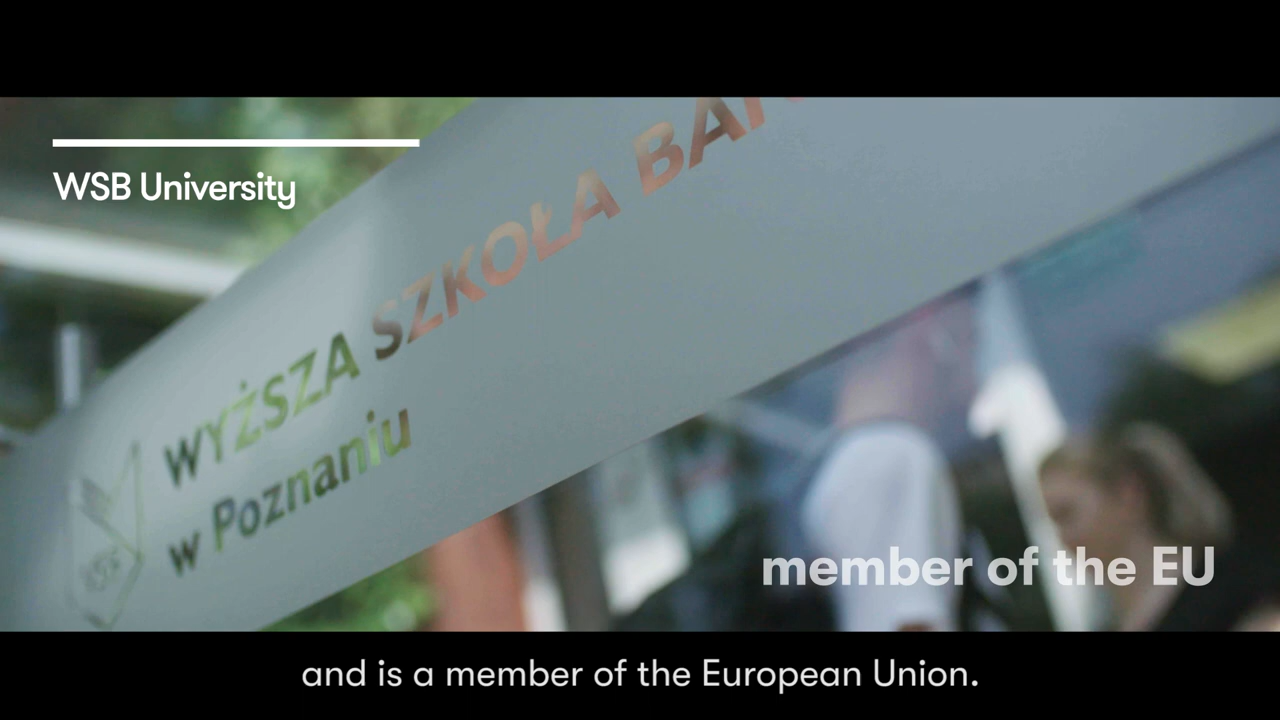 WSB University
WYŻSZA SZKOŁA
w Poznaniu
member of the EU
and is a member of the European Union.